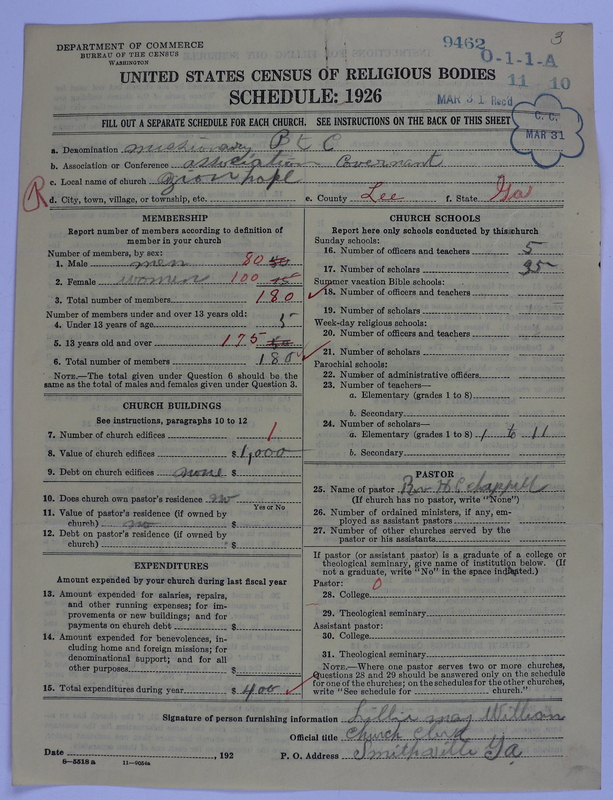 3
DEPARTMENT OF COMMERCE
BUREAU OF THE CENSUS
WASHINGTON
9462
O-1-1-A
11 10
UNITED STATES CENSUS OF RELIGIOUS BODIES
SCHEDULE: 1926
MAR 31 Recd
C. C.
MAR 31
FILL OUT A SEPARATE SCHEDULE FOR EACH CHURCH. SEE INSTRUCTIONS ON THE BACK OF THIS SHEET
a. Denomination missionary B & C
b. Association or Conference association Covernant
c. Local name of church Zion hope
R
d. City, town, village, or township, etc. e. County Lee f. State Ga
MEMBERSHIP
Report number of members according to definition of
member in your church
Number of members, by sex:
1. Male men 80 50
2. Female women 100 15
3. Total number of members 180
Number of members under and over 13 years old:
4. Under 13 years of age 5
5. 13 years old and over 175 50
6. Total number of members 180
NOTE.—The total given under Question 6 should be the
same as the total of males and females given under Question 3.
CHURCH BUILDINGS
See instructions, paragraphs 10 to 12
7. Number of church edifices 1
8. Value of church edifices $1,000
9. Debt on church edifices none $
10. Does church own pastor's residence no
Yes or No
11. Value of pastor's residence (if owned by
church) no $
12. Debt on pastor's residence (if owned by
church) $
EXPENDITURES
Amount expended by your church during last fiscal year
13. Amount expended for salaries, repairs,
and other running expenses; for im-
provements or new buildings; and for
payments on church debt $
14. Amount expended for benevolences, in-
cluding home and foreign missions; for
denominational support; and for all
other purposes $
15. Total expenditures during year $ 400
CHURCH SCHOOLS
Report here only schools conducted by this church
Sunday schools:
16. Number of officers and teachers 5
17. Number of scholars 35
Summer vacation Bible schools:
18. Number of officers and teachers
19. Number of scholars
Week-day religious schools:
20. Number of officers and teachers
21. Number of scholars
Parochial schools:
22. Number of administrative officers
23. Number of teachers—
a. Elementary (grades 1 to 8)
b. Secondary
24. Number of scholars—
a. Elementary (grades 1 to 8) 1 to 11
b. Secondary
PASTOR
25. Name of pastor Rev H C Chappell
(If church has no pastor, write "None")
26. Number of ordained ministers, if any, em-
ployed as assistant pastors
27. Number of other churches served by the
pastor or his assistants
If pastor (or assistant pastor) is a graduate of a college or
theological seminary, give name of institution below. (If
not a graduate, write "No" in the space indicated.)
Pastor: 0
28. College
29. Theological seminary
Assistant pastor:
30. College
31. Theological seminary
NOTE.—Where one pastor serves two or more churches,
Questions 28 and 29 should be answered only on the schedule
for one of the churches; on the schedules for the other churches,
write "See schedule for church."
Signature of person furnishing information Lillie may William
Official title Church Clerk
Date , 192 P. O. Address Smithville Ga
6—5518 a 11—9054a